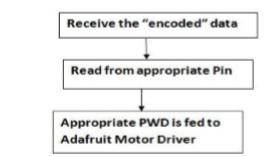 Receive the “encoded” data
Read from appropriate Pin
Appropriate PWD is fed to
Adafruit Motor Driver